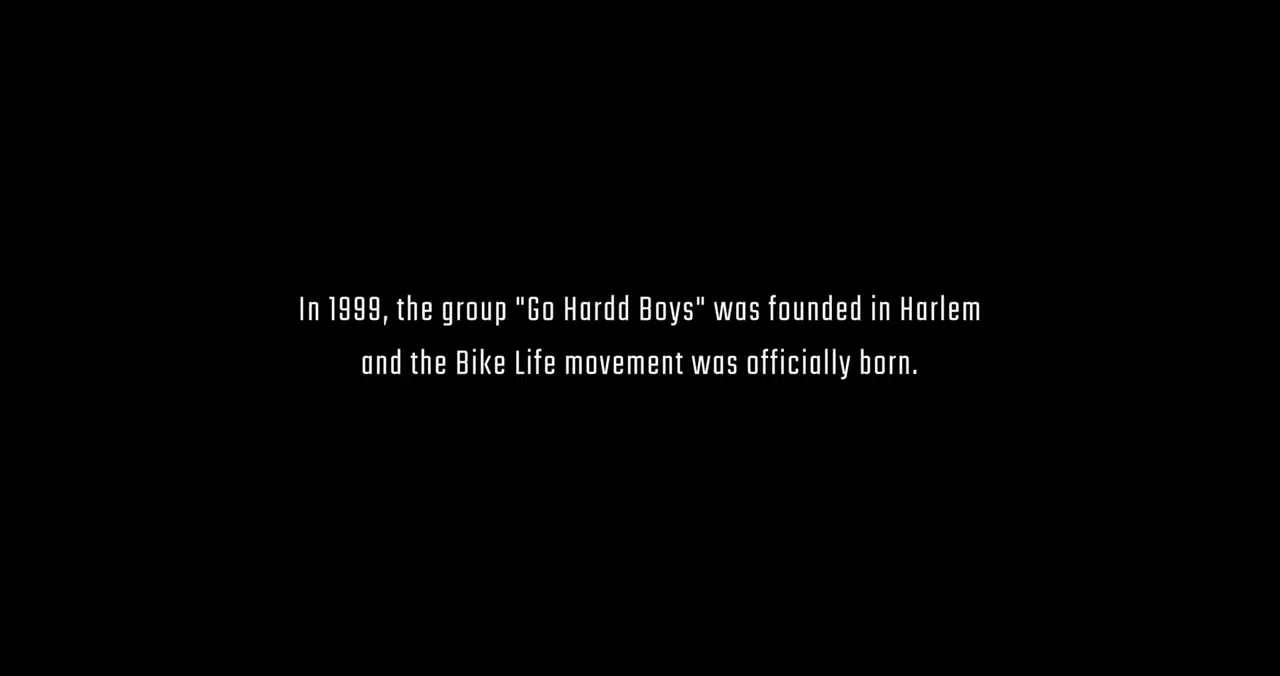 In 1999, the group "Go Hardd Boys" was founded in Harlem
and the Bike Life movement was officially born.